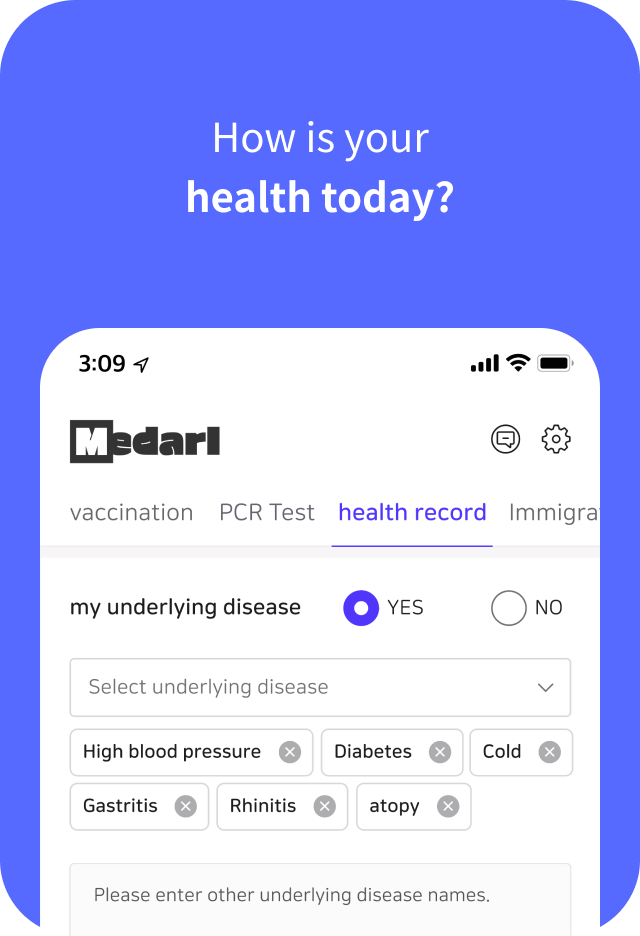 How is your
health today?
3:09
Medarl
vaccination PCR Test health record Immigra
my underlying disease YES NO
Select underlying disease
High blood pressure Diabetes Cold
Gastritis Rhinitis atopy
Please enter other underlying disease names.